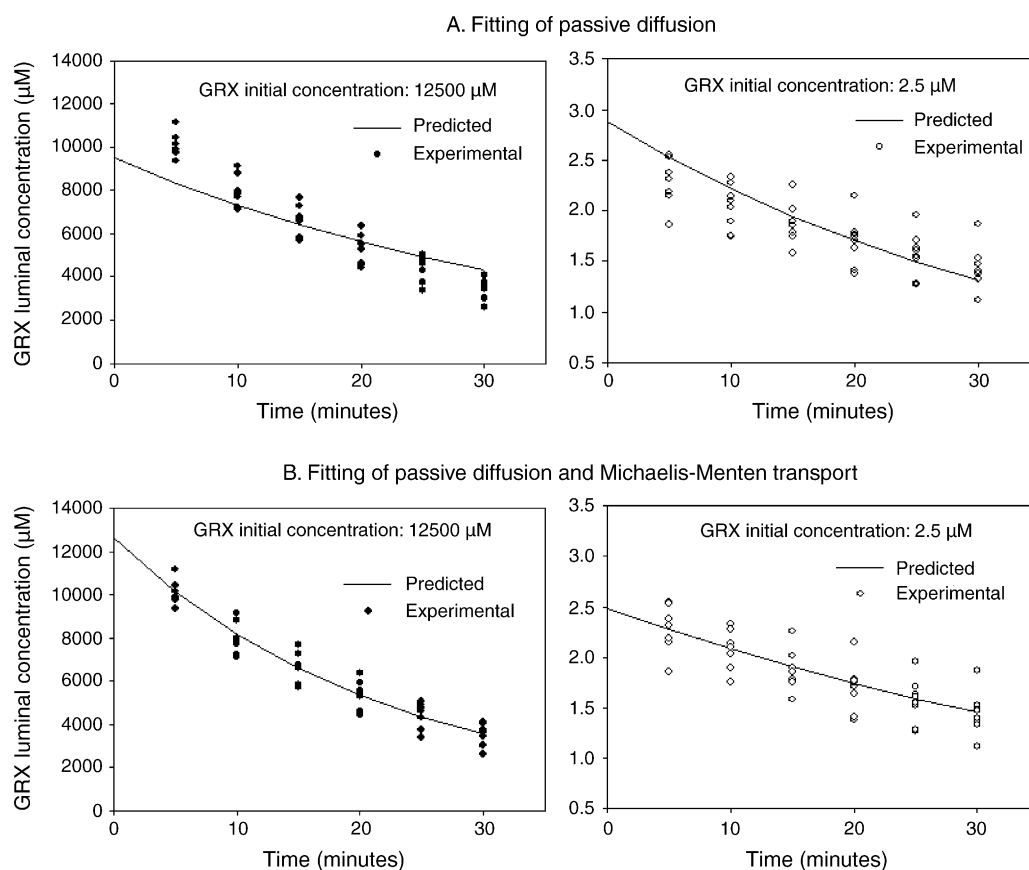 A. Fitting of passive diffusion
GRX luminal concentration (µM)
14000
12000
10000
8000
6000
4000
2000
0
GRX initial concentration: 12500 µM
Predicted
Experimental
0
10
20
30
Time (minutes)
3.5
3.0
2.5
2.0
1.5
1.0
0.5
GRX initial concentration: 2.5 µM
Predicted
Experimental
0
10
20
30
Time (minutes)
B. Fitting of passive diffusion and Michaelis-Menten transport
GRX luminal concentration (µM)
14000
12000
10000
8000
6000
4000
2000
0
GRX initial concentration: 12500 µM
Predicted
Experimental
0
10
20
30
Time (minutes)
3.5
3.0
2.5
2.0
1.5
1.0
0.5
GRX initial concentration: 2.5 µM
Predicted
Experimental
0
10
20
30
Time (minutes)